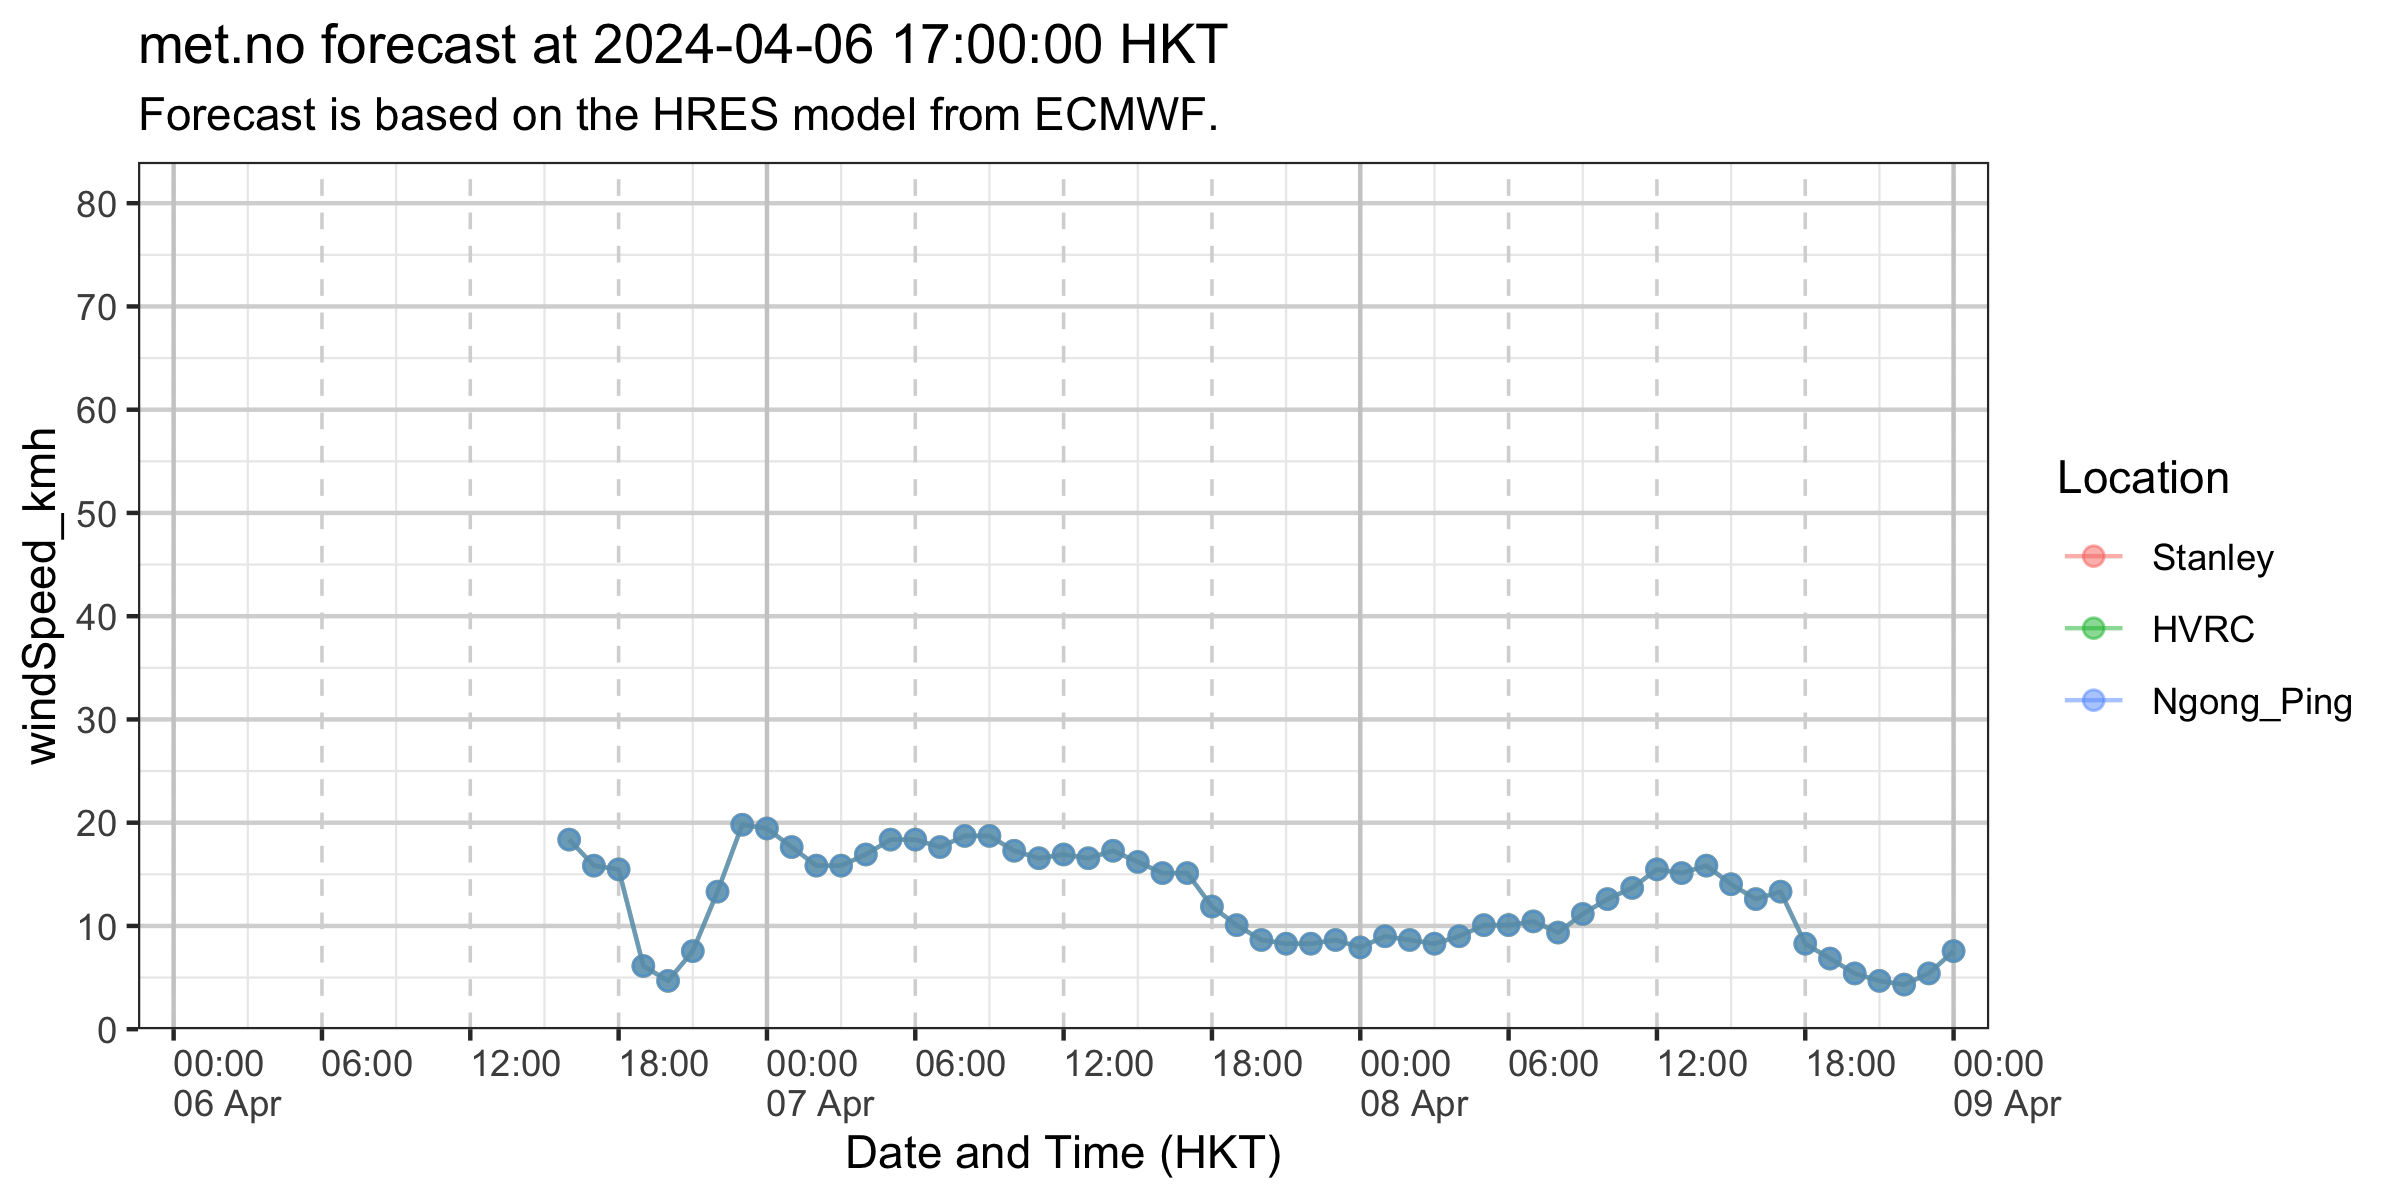 met.no forecast at 2024-04-06 17:00:00 HKT
Forecast is based on the HRES model from ECMWF.
windSpeed_kmh
80
70
60
50
40
30
20
10
0
00:00 06:00 12:00 18:00 00:00 06:00 12:00 18:00 00:00 06:00 12:00 18:00 00:00
06 Apr 07 Apr 08 Apr 09 Apr
Date and Time (HKT)
Location
Stanley
HVRC
Ngong_Ping